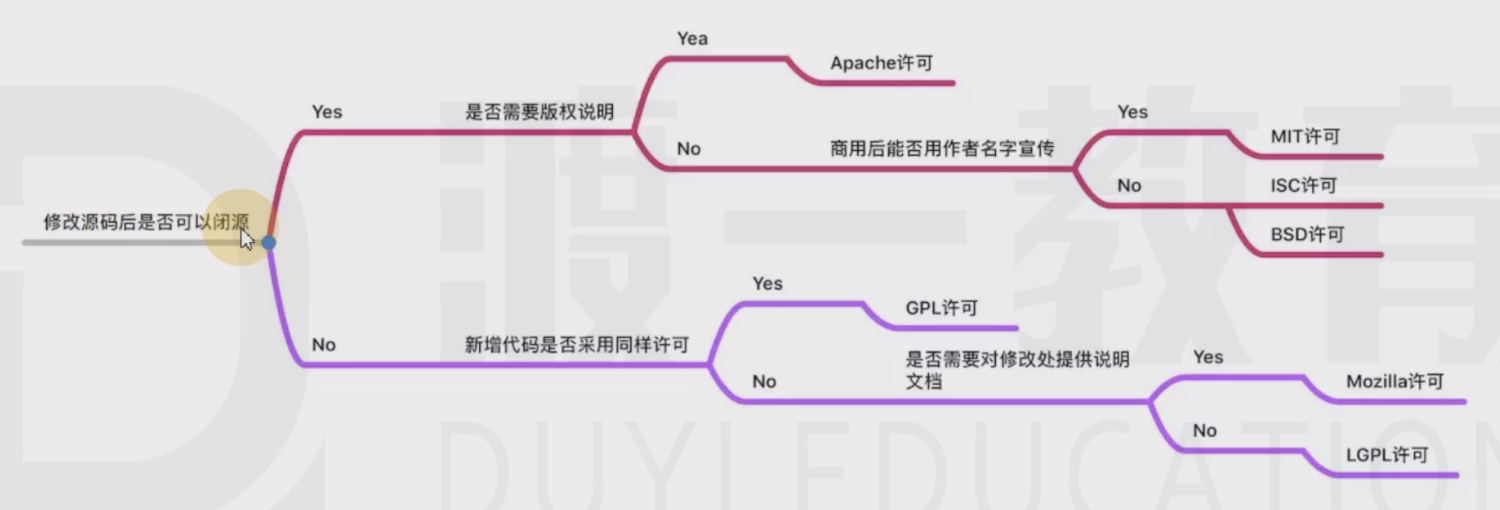 修改源码后是否可以闭源
Yes
是否需要版权说明
Yea
Apache许可
No
商用后能否用作者名字宣传
Yes
MIT许可
No
ISC许可
BSD许可
No
新增代码是否采用同样许可
Yes
GPL许可
No
是否需要对修改处提供说明
文档
Yes
Mozilla许可
No
LGPL许可
渡一教育
DUYI EDUCATION